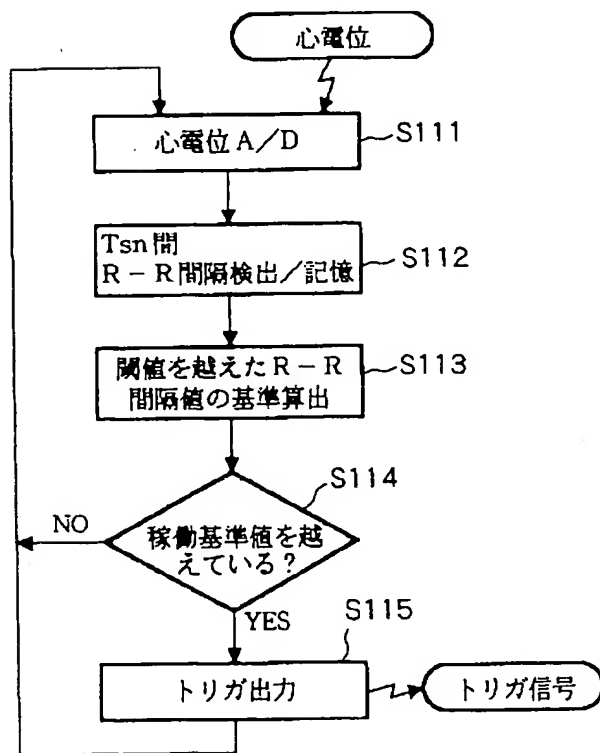 心電位
心電位 A/D
S111
Tsn間
R-R間隔検出/記憶
S112
閾値を越えたR-R
間隔値の基準算出
S113
S114
NO
稼働基準値を越
えている?
YES
S115
トリガ出力
トリガ信号